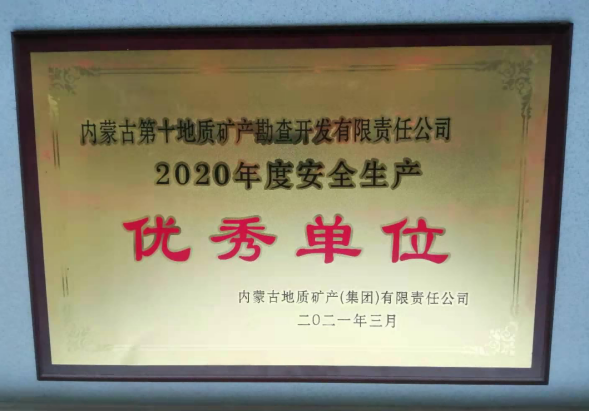 内蒙古第十地质矿产勘查开发有限责任公司
2020年度安全生产
优秀单位
内蒙古地质矿产(集团)有限责任公司
二〇二一年三月